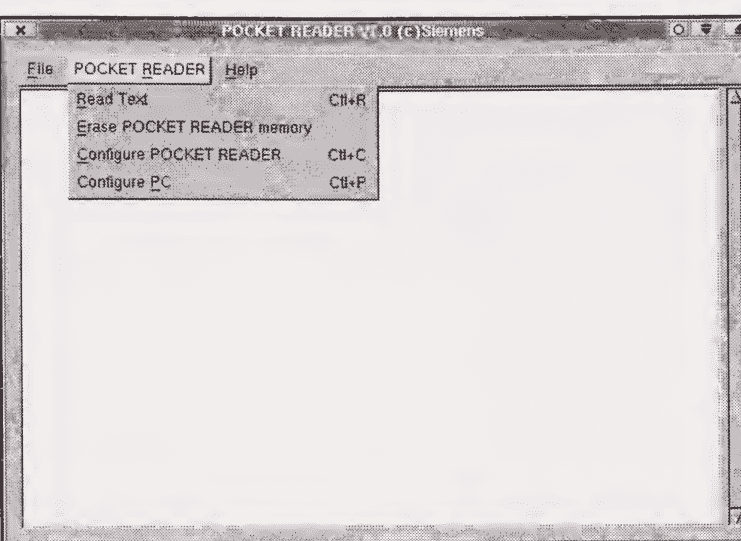 POCKET READER V1.0 (c)Siemens
File POCKET READER Help
Read Text Ctl+R
Erase POCKET READER memory
Configure POCKET READER Ctl+C
Configure PC Ctl+P